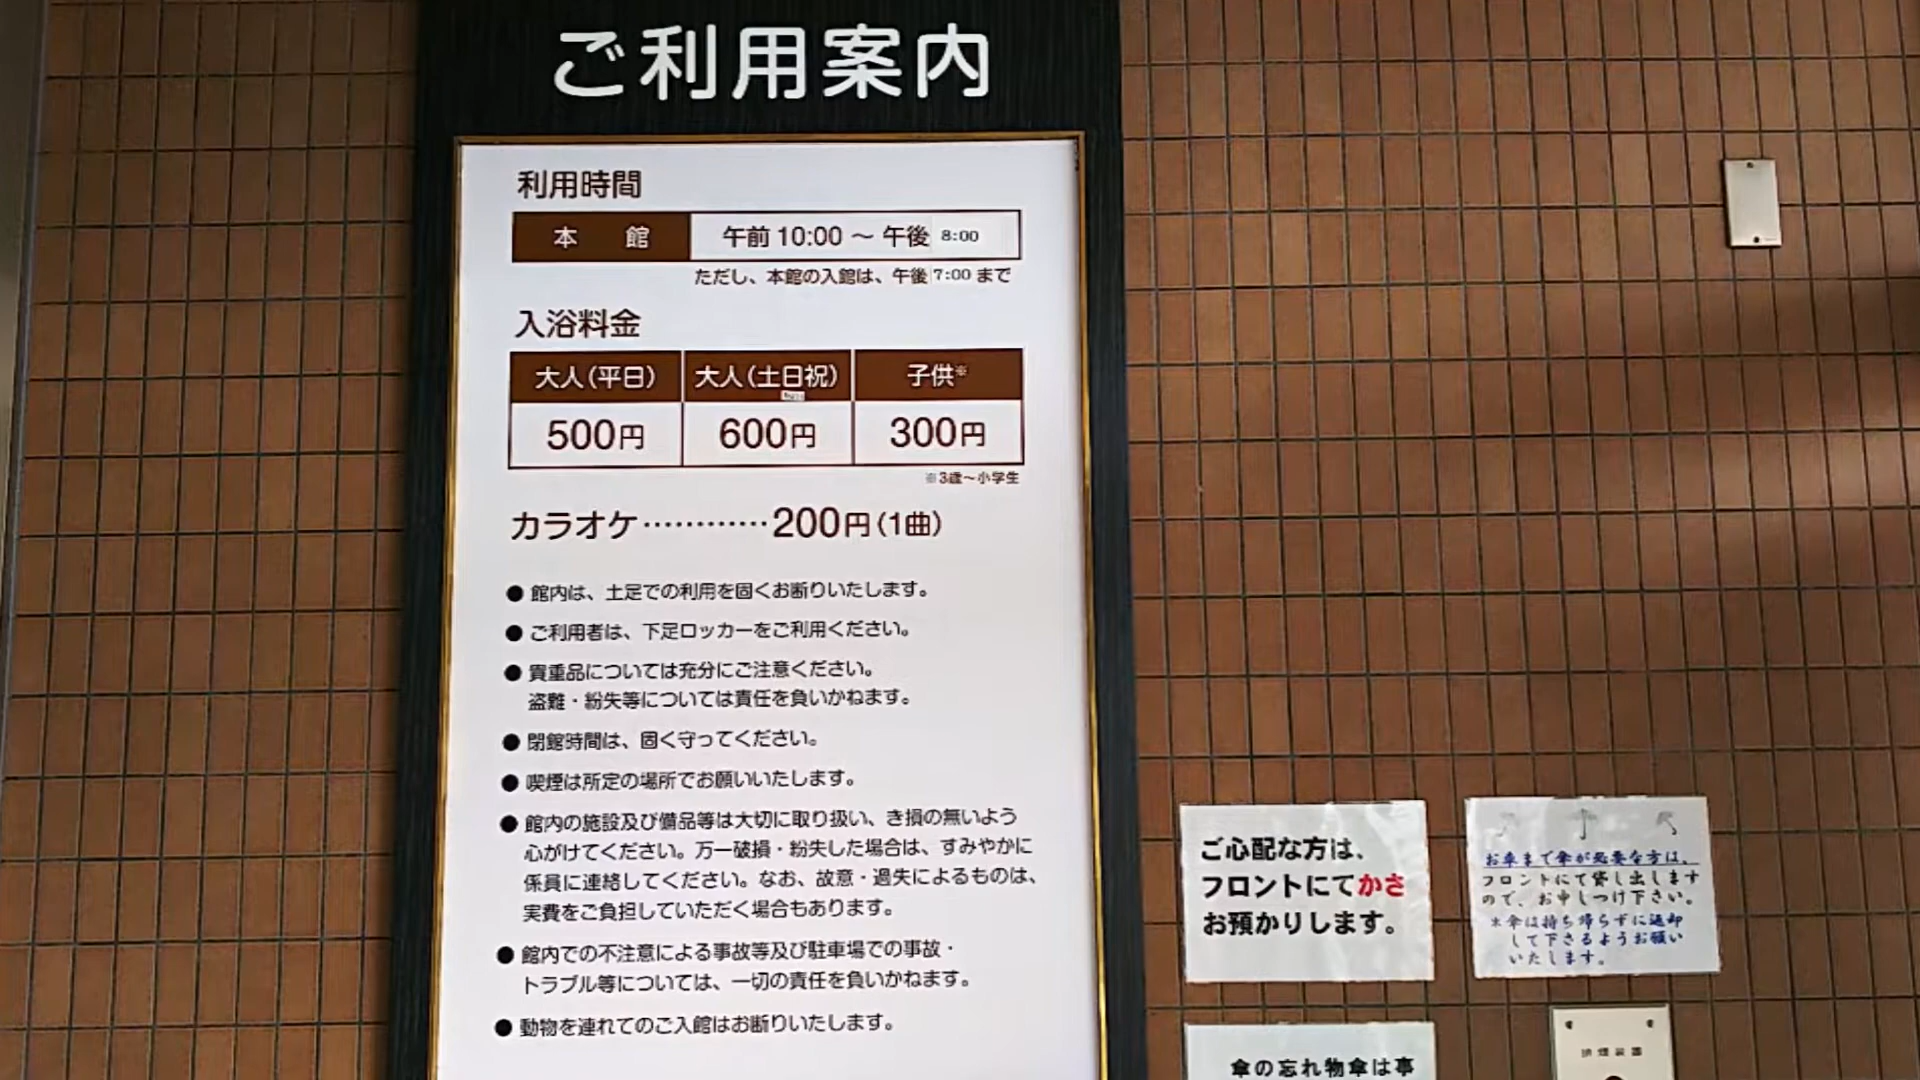 ご利用案内
利用時間
本館 午前 10:00 ～ 午後 8:00
ただし、本館の入館は、午後 7:00 まで
入浴料金
大人(平日) 大人(土日祝) 子供※
500円 600円 300円
※3歳～小学生
カラオケ…………200円(1曲)
● 館内は、土足での利用を固くお断りいたします。
● ご利用者は、下足ロッカーをご利用ください。
● 貴重品については充分にご注意ください。
盗難・紛失等については責任を負いかねます。
● 閉館時間は、固く守ってください。
● 喫煙は所定の場所でお願いいたします。
● 館内の施設及び備品等は大切に取り扱い、き損の無いよう
心がけてください。万一破損・紛失した場合は、すみやかに
係員に連絡してください。なお、故意・過失によるものは、
実費をご負担していただく場合もあります。
● 館内での不注意による事故等及び駐車場での事故・
トラブル等については、一切の責任を負いかねます。
● 動物を連れてのご入館はお断りいたします。
ご心配な方は、
フロントにてかさ
お預かりします。
お車まで傘が必要な方は、
フロントにて貸し出します
ので、お申しつけ下さい。
＊傘は持ち帰らずに返却
して下さるようお願い
いたします。
傘の忘れ物傘は事
排煙装置